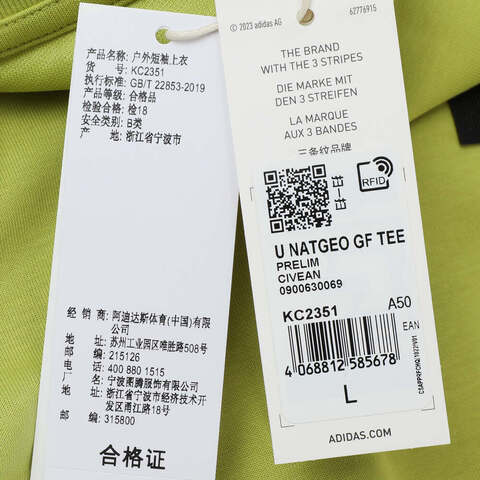 产品名称: 户外短袖上衣
货 号: KC2351
执行标准: GB/T 22853-2019
产品等级: 合格品
检验合格: 检18
安全类别: B类
产 地: 浙江省宁波市
经 销 商: 阿迪达斯体育(中国)有限
公司
地 址: 苏州工业园区唯胜路508号
邮 编: 215126
电 话: 400 880 1515
厂 名: 宁波图腾服饰有限公司
地 址: 浙江省宁波市经济技术开
发区甬江路18号
邮 编: 315800
合格证
© 2023 adidas AG
62776915
THE BRAND
WITH THE 3 STRIPES
DIE MARKE MIT
DEN 3 STREIFEN
LA MARQUE
AUX 3 BANDES
三条纹品牌
RFID
U NATGEO GF TEE
PRELIM
CIVEAN
0900630069
KC2351 A50
EAN
4 068812 585678
L
ADIDAS.COM